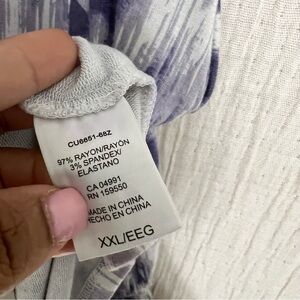 CU6651-68Z
97% RAYON/RAYÓN
3% SPANDEX/
ELASTANO
CA 04991
RN 159550
MADE IN CHINA
HECHO EN CHINA
XXL/EEG